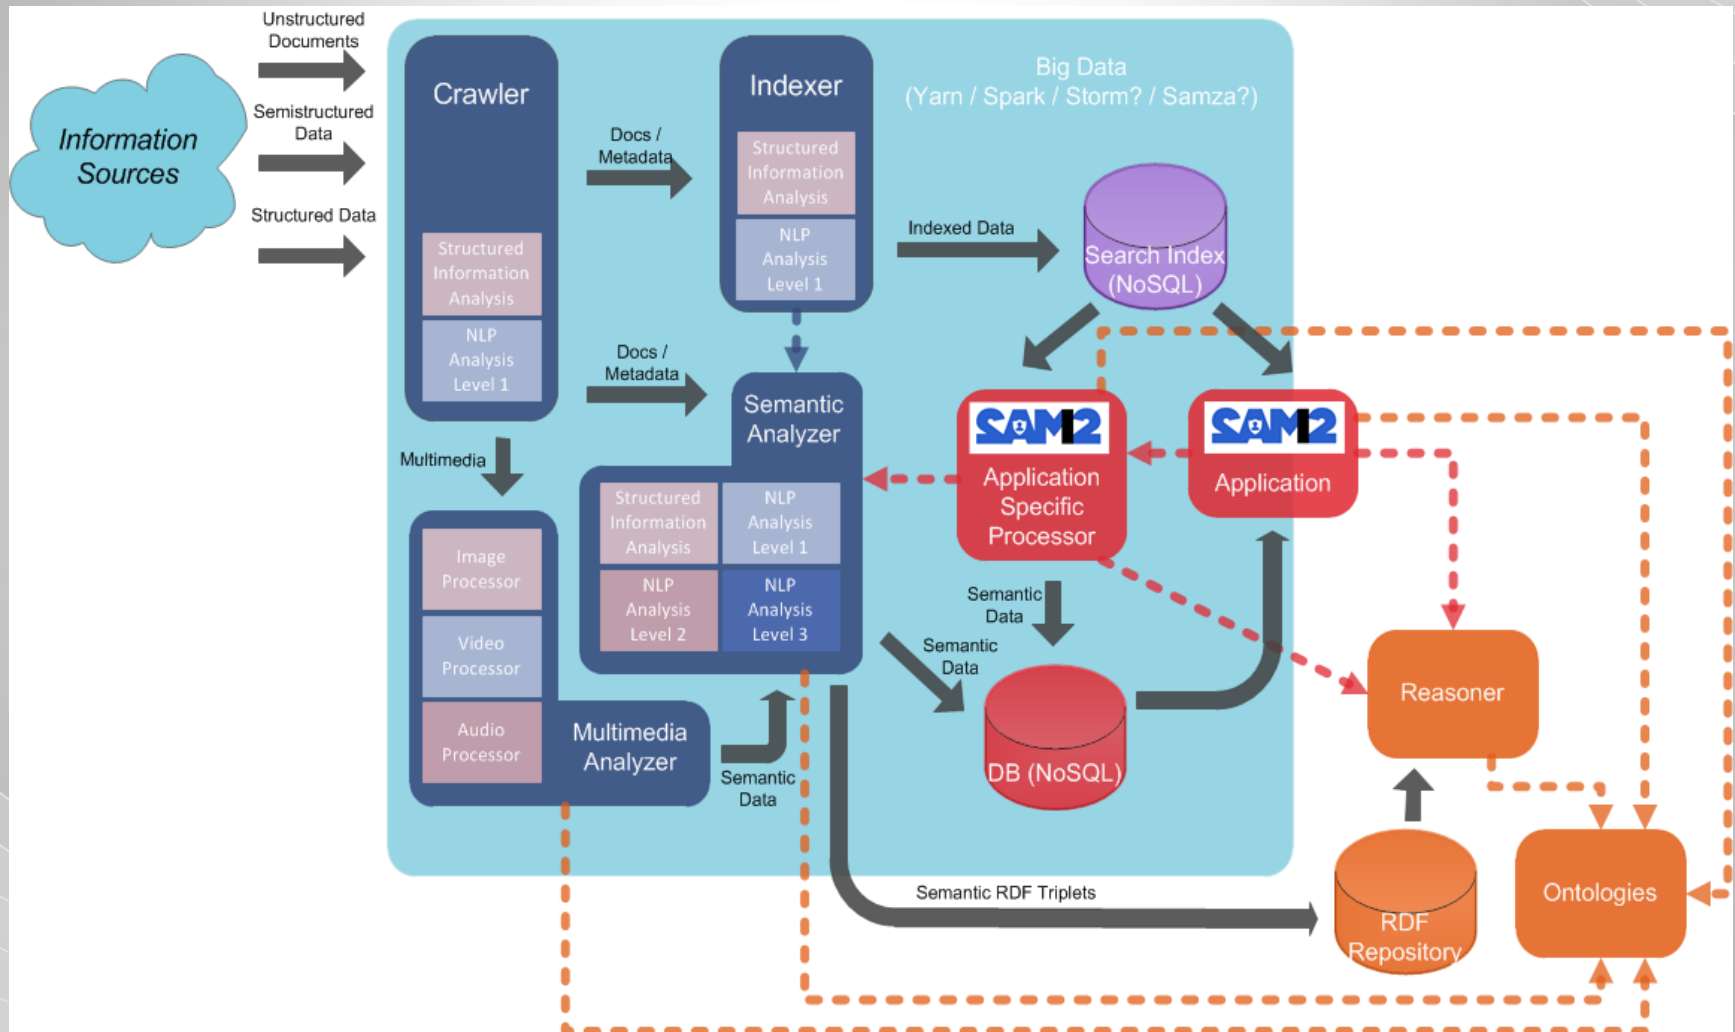 Unstructured
Documents
Semistructured
Data
Structured Data
Information
Sources
Crawler
Structured
Information
Analysis
NLP
Analysis
Level 1
Docs /
Metadata
Indexer
Structured
Information
Analysis
NLP
Analysis
Level 1
Big Data
(Yarn / Spark / Storm? / Samza?)
Indexed Data
Search Index
(NoSQL)
Docs /
Metadata
Semantic
Analyzer
Structured
Information
Analysis
NLP
Analysis
Level 1
NLP
Analysis
Level 2
NLP
Analysis
Level 3
SAM12
Application
Specific
Processor
SAM12
Application
Multimedia
Image
Processor
Video
Processor
Audio
Processor
Multimedia
Analyzer
Semantic
Data
Semantic
Data
Semantic
Data
DB (NoSQL)
Reasoner
Semantic RDF Triplets
RDF
Repository
Ontologies